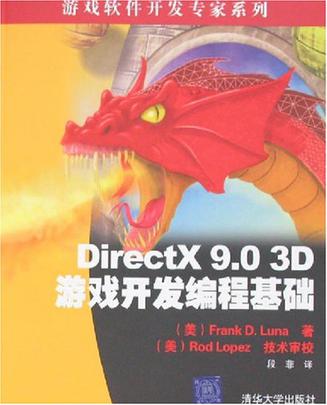 游戏软件开发专家系列
DirectX 9.0 3D
游戏开发编程基础
（美）Frank D. Luna 著
（美）Rod Lopez 技术审校
段菲 译
清华大学出版社